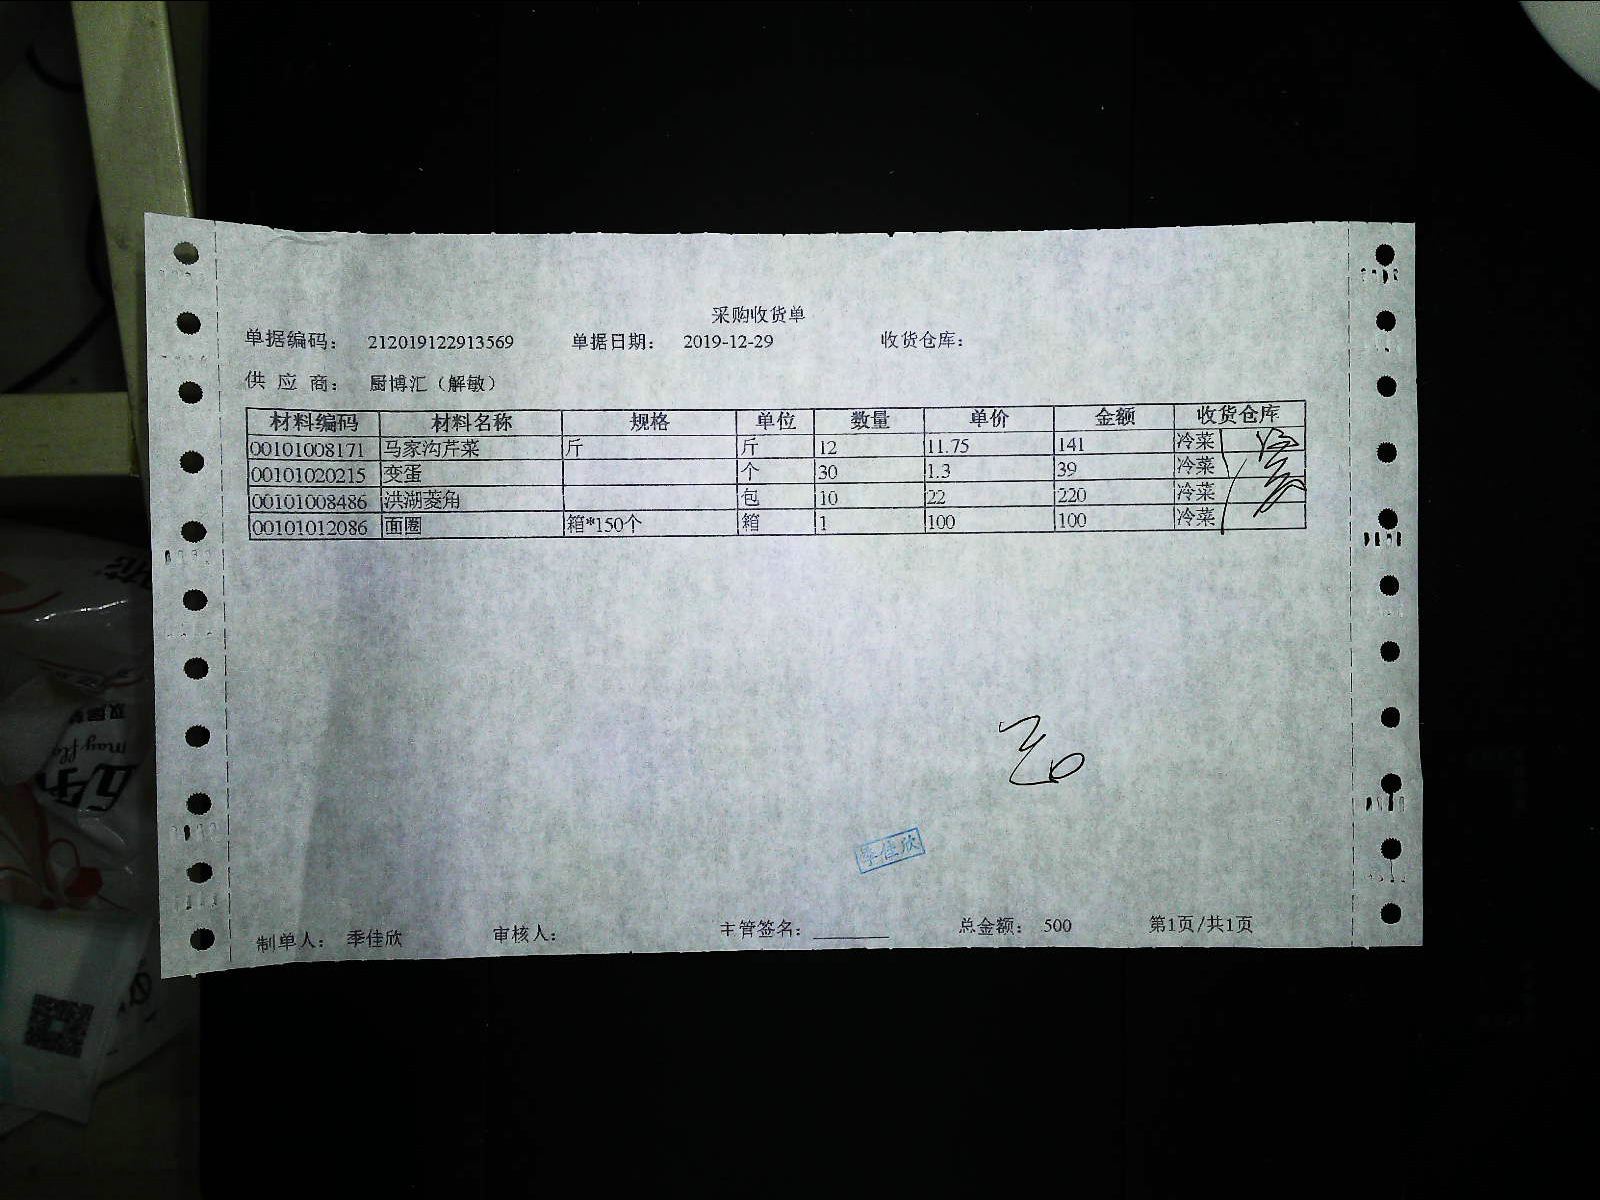 采购收货单
单据编码: 212019122913569 单据日期: 2019-12-29 收货仓库:
供 应 商: 厨博汇（解敏）
材料编码 材料名称 规格 单位 数量 单价 金额 收货仓库
00101008171 马家沟芹菜 斤 斤 12 11.75 141 冷菜
00101020215 变蛋 个 30 1.3 39 冷菜
00101008486 洪湖菱角 包 10 22 220 冷菜
00101012086 面圈 箱*150个 箱 1 100 100 冷菜
季佳欣
制单人: 季佳欣 审核人: 主管签名: ________ 总金额: 500 第1页/共1页
may flo